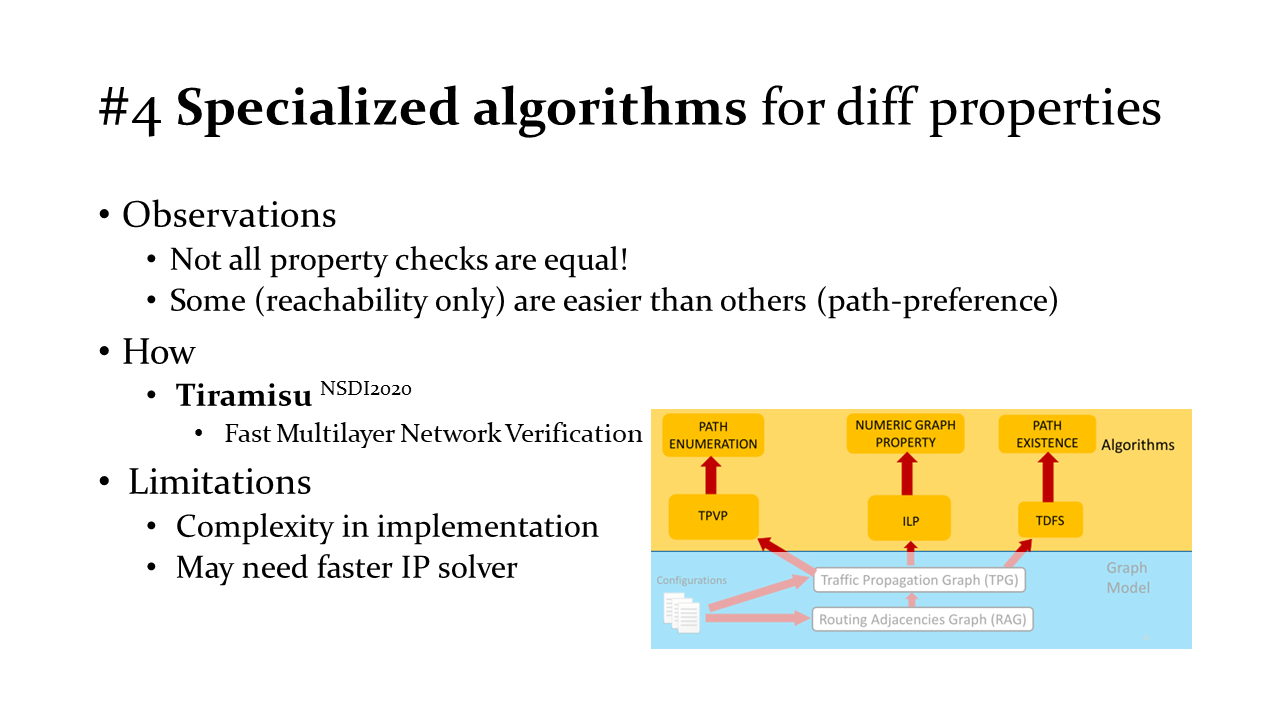 #4 Specialized algorithms for diff properties
• Observations
• Not all property checks are equal!
• Some (reachability only) are easier than others (path-preference)
• How
• Tiramisu NSDI2020
• Fast Multilayer Network Verification
• Limitations
• Complexity in implementation
• May need faster IP solver
PATH
ENUMERATION
NUMERIC GRAPH
PROPERTY
PATH
EXISTENCE
Algorithms
TPVP
ILP
TDFS
Configurations
Traffic Propagation Graph (TPG)
Graph
Model
Routing Adjacencies Graph (RAG)